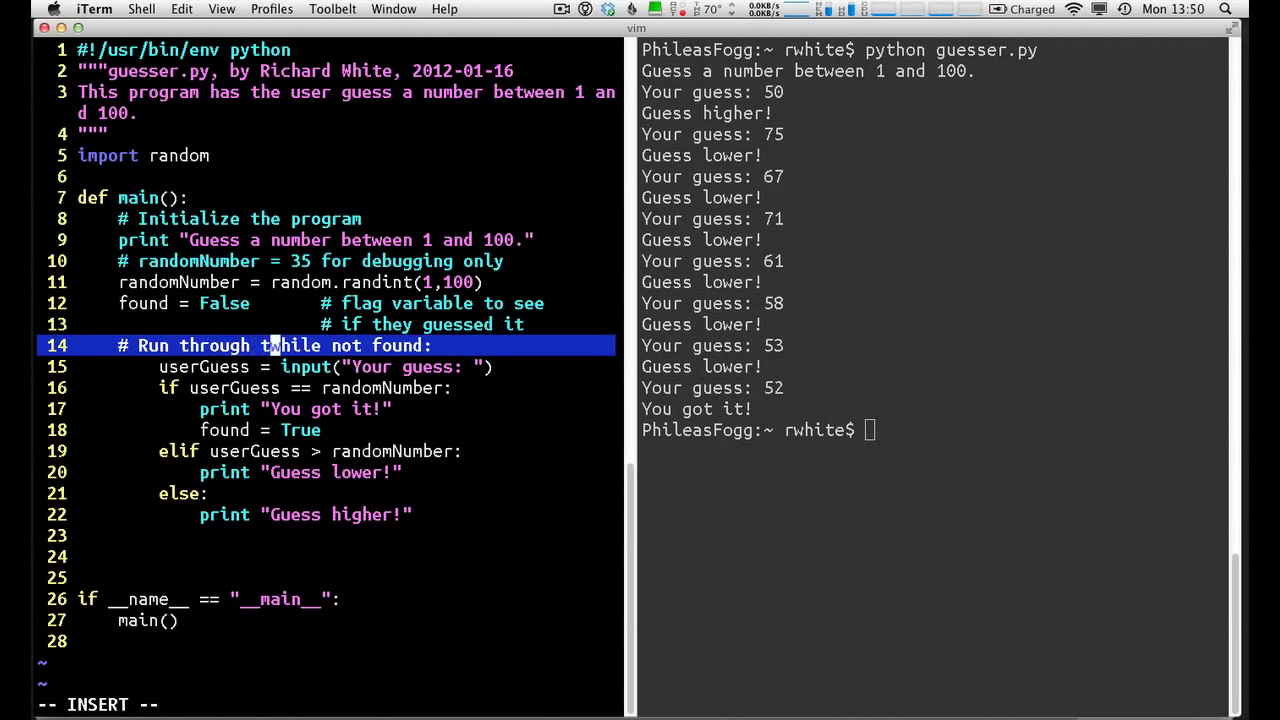 iTerm Shell Edit View Profiles Toolbelt Window Help 70° 0.0KB/s 0.0KB/s Charged Mon 13:50
vim
1 #!/usr/bin/env python
2 """guesser.py, by Richard White, 2012-01-16
3 This program has the user guess a number between 1 an
d 100.
4 """
5 import random
6
7 def main():
8 # Initialize the program
9 print "Guess a number between 1 and 100."
10 # randomNumber = 35 for debugging only
11 randomNumber = random.randint(1,100)
12 found = False # flag variable to see
13 # if they guessed it
14 # Run through twhile not found:
15 userGuess = input("Your guess: ")
16 if userGuess == randomNumber:
17 print "You got it!"
18 found = True
19 elif userGuess > randomNumber:
20 print "Guess lower!"
21 else:
22 print "Guess higher!"
23
24
25
26 if __name__ == "__main__":
27 main()
28
~
~
-- INSERT --
PhileasFogg:~ rwhite$ python guesser.py
Guess a number between 1 and 100.
Your guess: 50
Guess higher!
Your guess: 75
Guess lower!
Your guess: 67
Guess lower!
Your guess: 71
Guess lower!
Your guess: 61
Guess lower!
Your guess: 58
Guess lower!
Your guess: 53
Guess lower!
Your guess: 52
You got it!
PhileasFogg:~ rwhite$